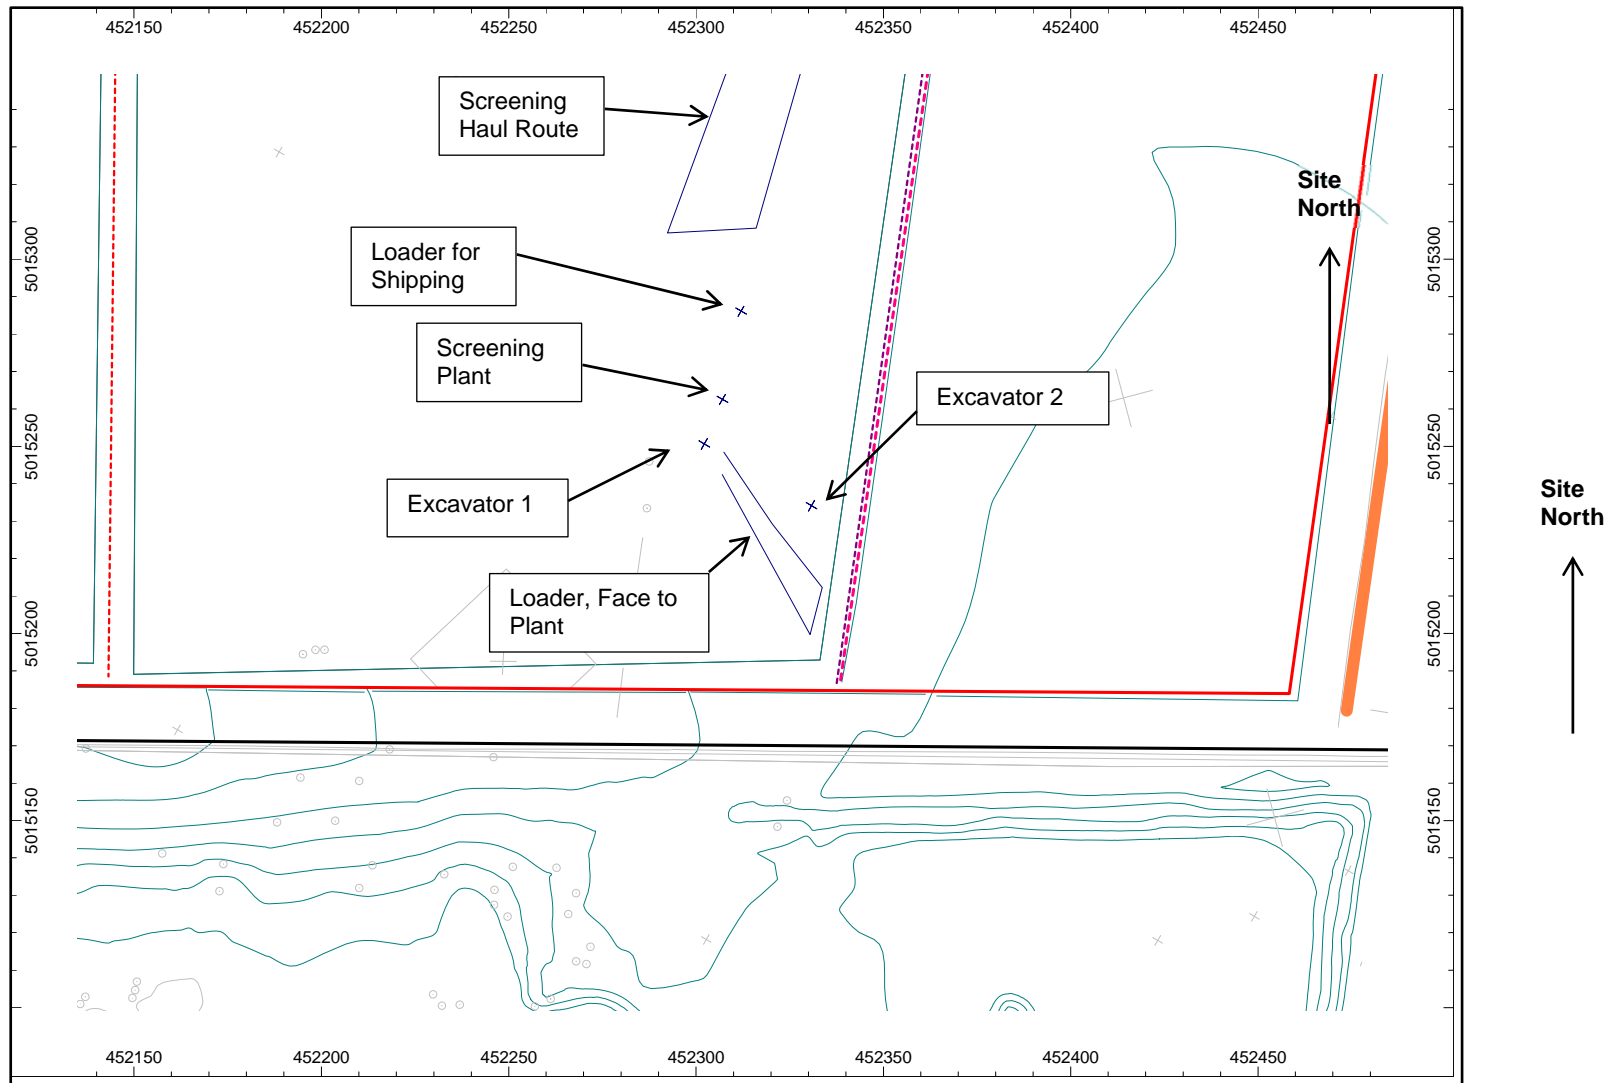 452150 452200 452250 452300 452350 452400 452450
Screening
Haul Route
Site
North
Loader for
Shipping
5015300
5015300
Screening
Plant
Excavator 2
5015250
5015250
Excavator 1
Site
North
Loader, Face to
Plant
5015200
5015200
5015150
5015150
452150 452200 452250 452300 452350 452400 452450